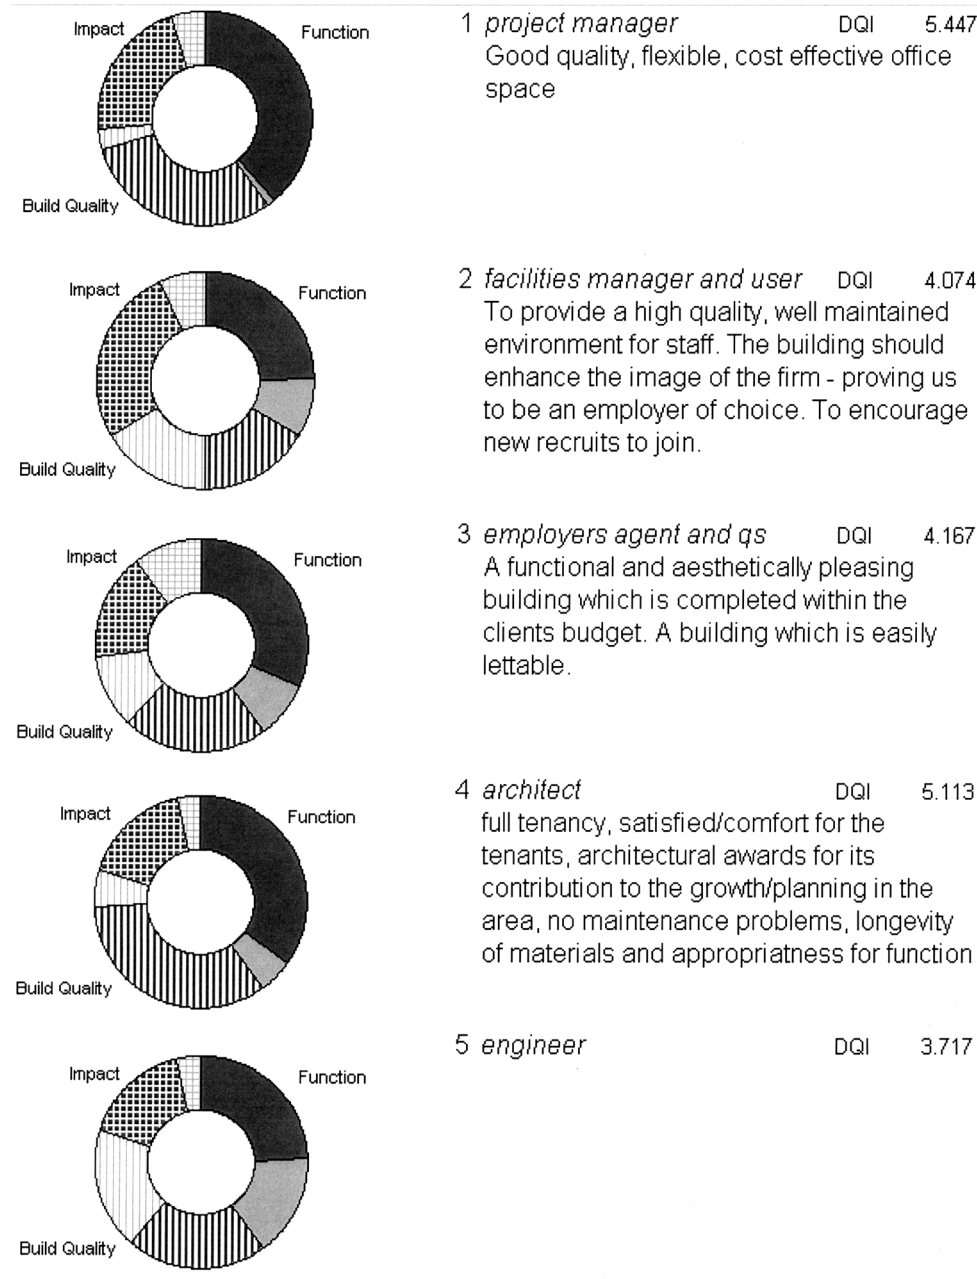 Impact
Function
Build Quality
1 project manager DQI 5.447
Good quality, flexible, cost effective office
space
Impact
Function
Build Quality
2 facilities manager and user DQI 4.074
To provide a high quality, well maintained
environment for staff. The building should
enhance the image of the firm - proving us
to be an employer of choice. To encourage
new recruits to join.
Impact
Function
Build Quality
3 employers agent and qs DQI 4.167
A functional and aesthetically pleasing
building which is completed within the
clients budget. A building which is easily
lettable.
Impact
Function
Build Quality
4 architect DQI 5.113
full tenancy, satisfied/comfort for the
tenants, architectural awards for its
contribution to the growth/planning in the
area, no maintenance problems, longevity
of materials and appropriatness for function
Impact
Function
Build Quality
5 engineer DQI 3.717